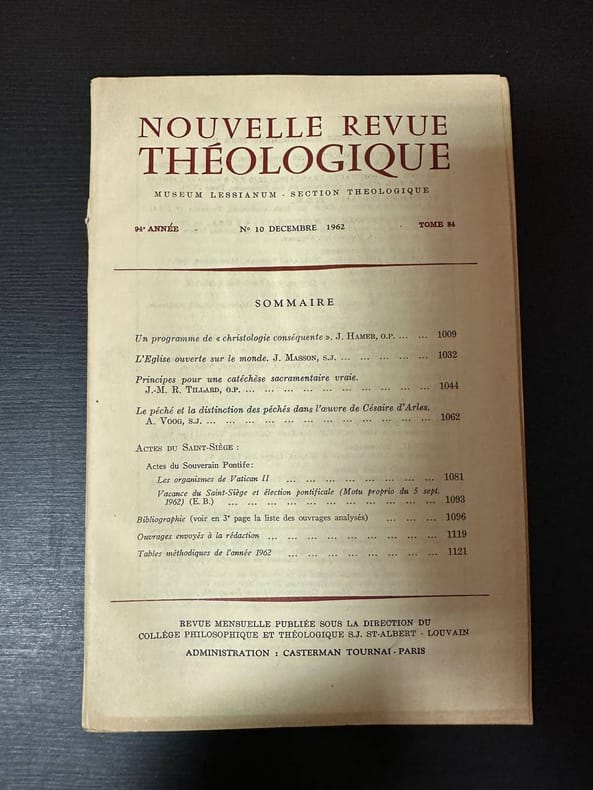 NOUVELLE REVUE
THÉOLOGIQUE
MUSEUM LESSIANUM - SECTION THEOLOGIQUE
94e ANNÉE - No 10 DECEMBRE 1962 - TOME 84
SOMMAIRE
Un programme de « christologie conséquente ». J. HAMER, O.P. ... ... 1009
L'Eglise ouverte sur le monde. J. MASSON, S.J. ... ... ... ... ... 1032
Principes pour une catéchèse sacramentaire vraie.
J.-M. R. TILLARD, O.P. ... ... ... ... ... ... ... ... ... ... 1044
Le péché et la distinction des péchés dans l'œuvre de Césaire d'Arles.
A. VOOG, S.J. ... ... ... ... ... ... ... ... ... ... ... ... 1062
ACTES DU SAINT-SIÈGE :
Actes du Souverain Pontife:
Les organismes de Vatican II ... ... ... ... ... ... ... ... 1081
Vacance du Saint-Siège et élection pontificale (Motu proprio du 5 sept.
1962) (E. B.) ... ... ... ... ... ... ... ... ... ... ... 1093
Bibliographie (voir en 3e page la liste des ouvrages analysés) ... ... ... 1096
Ouvrages envoyés à la rédaction ... ... ... ... ... ... ... ... ... 1119
Tables méthodiques de l'année 1962 ... ... ... ... ... ... ... ... 1121
REVUE MENSUELLE PUBLIÉE SOUS LA DIRECTION DU
COLLÈGE PHILOSOPHIQUE ET THÉOLOGIQUE S.J. ST-ALBERT - LOUVAIN
ADMINISTRATION : CASTERMAN TOURNAI - PARIS